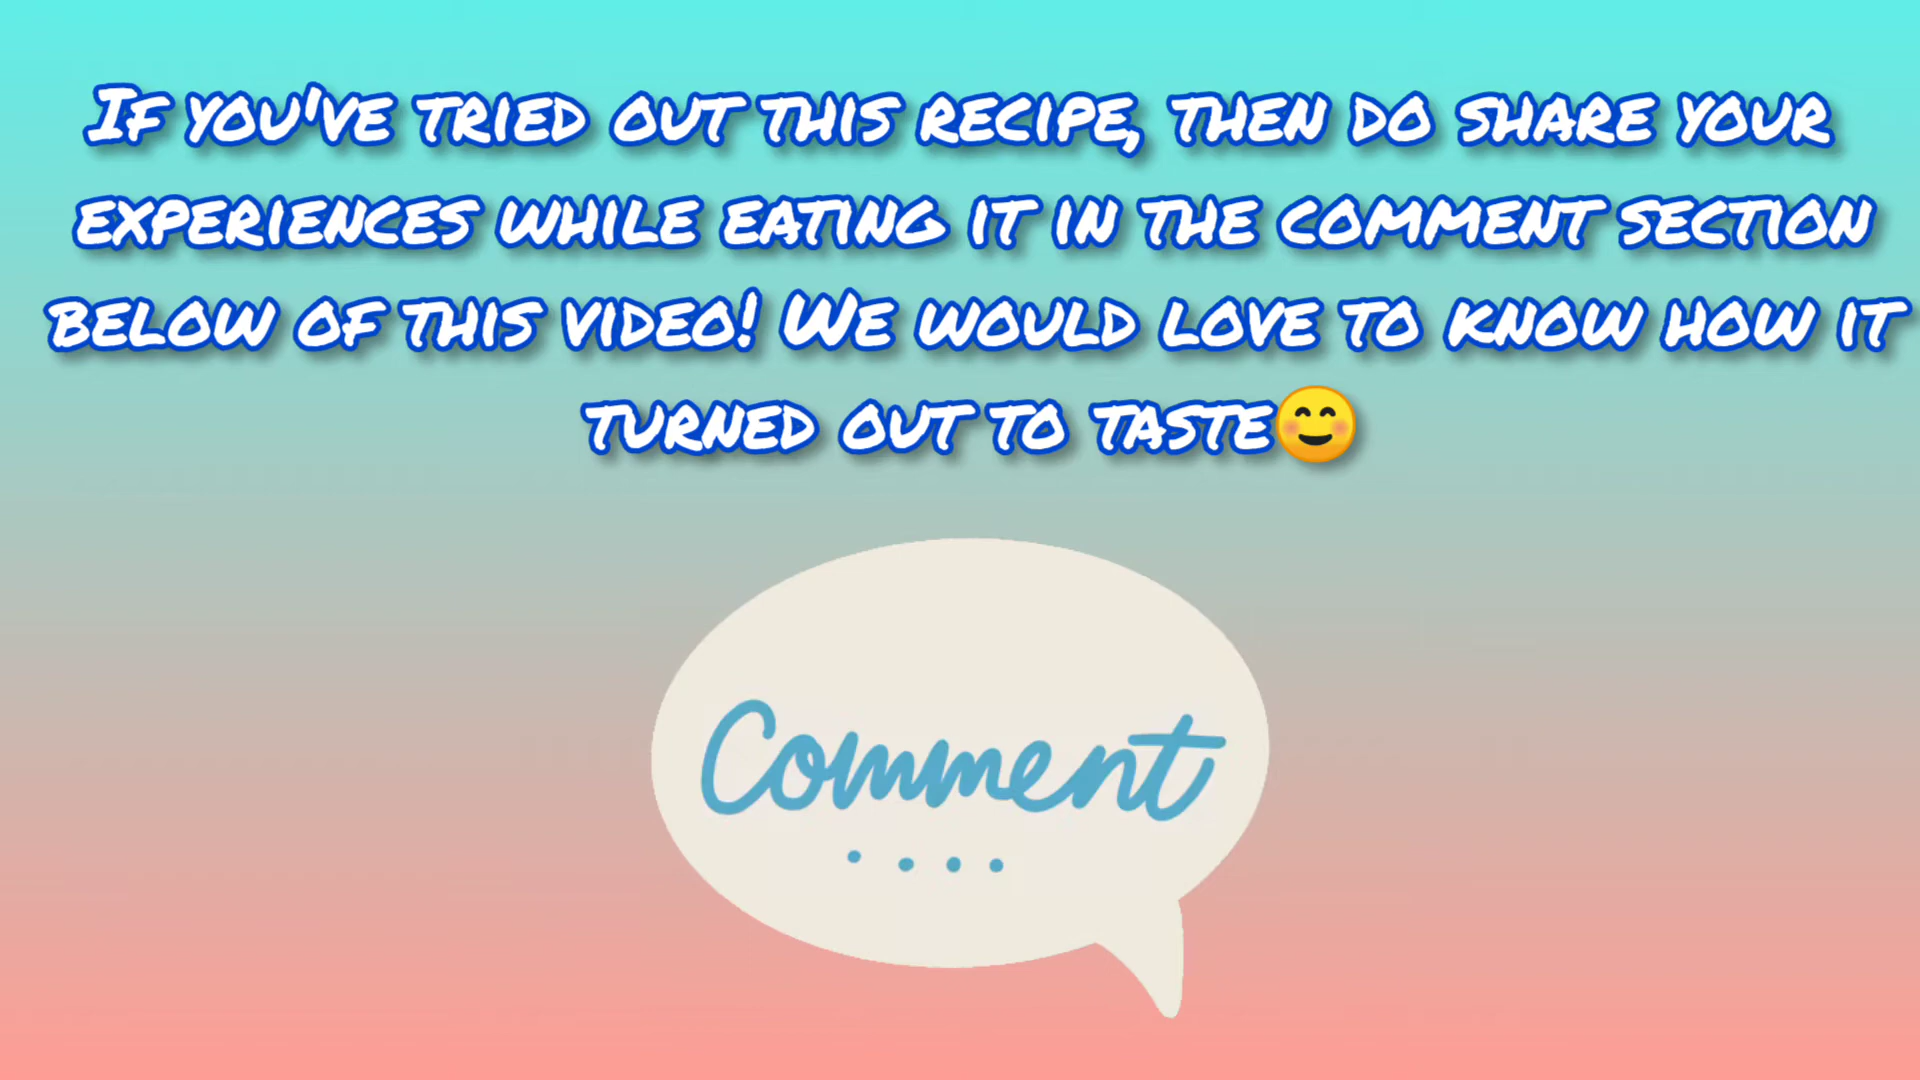 If you've tried out this recipe, then do share your
experiences while eating it in the comment section
below of this video! We would love to know how it
turned out to taste😊
Comment
....